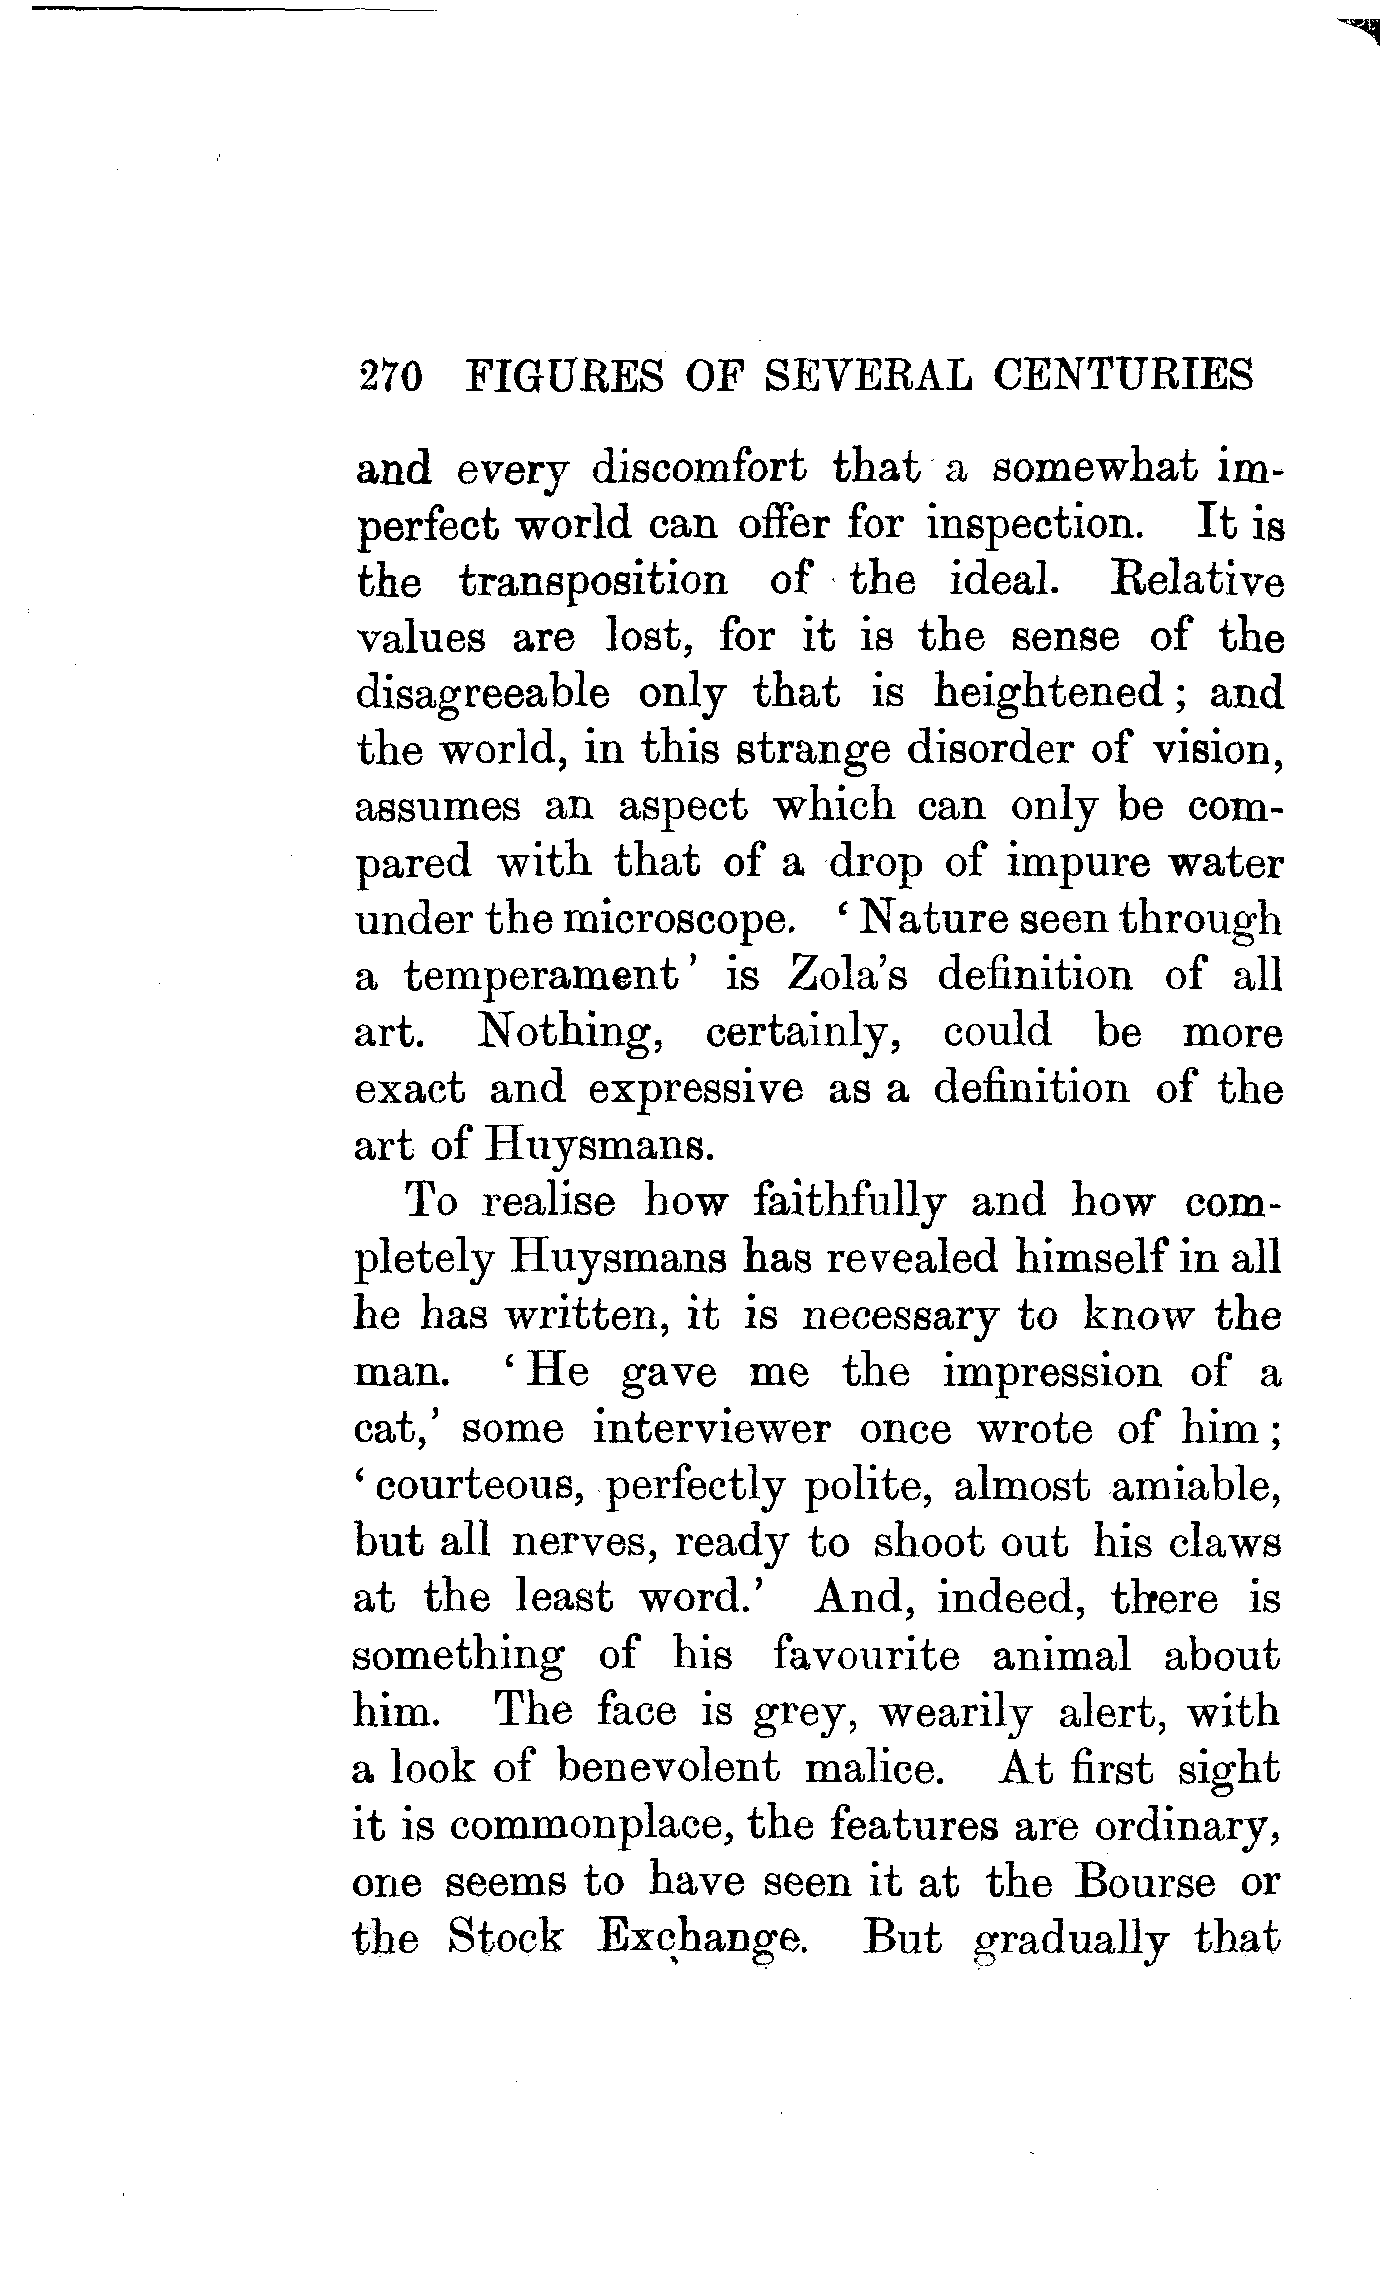 270 FIGURES OF SEVERAL CENTURIES
and every discomfort that a somewhat im-
perfect world can offer for inspection. It is
the transposition of the ideal. Relative
values are lost, for it is the sense of the
disagreeable only that is heightened; and
the world, in this strange disorder of vision,
assumes an aspect which can only be com-
pared with that of a drop of impure water
under the microscope. ‘Nature seen through
a temperament’ is Zola’s definition of all
art. Nothing, certainly, could be more
exact and expressive as a definition of the
art of Huysmans.
To realise how faithfully and how com-
pletely Huysmans has revealed himself in all
he has written, it is necessary to know the
man. ‘He gave me the impression of a
cat,’ some interviewer once wrote of him;
‘courteous, perfectly polite, almost amiable,
but all nerves, ready to shoot out his claws
at the least word.’ And, indeed, there is
something of his favourite animal about
him. The face is grey, wearily alert, with
a look of benevolent malice. At first sight
it is commonplace, the features are ordinary,
one seems to have seen it at the Bourse or
the Stock Exchange. But gradually that